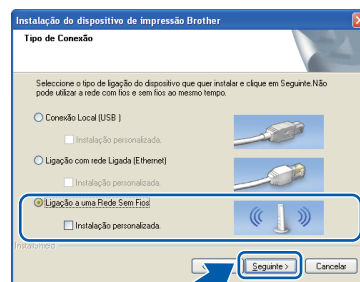 Instalação do dispositivo de impressão Brother
Tipo de Conexão
Seleccione o tipo de ligação do dispositivo que quer instalar e clique em Seguinte.Não
pode utilizar a rede com fios e sem fios ao mesmo tempo.
Conexão Local (USB )
Instalação personalizada.
Ligação com rede Ligada (Ethernet)
Instalação personalizada.
Ligação a uma Rede Sem Fios
Instalação personalizada.
InstallShield
< Seguinte > Cancelar